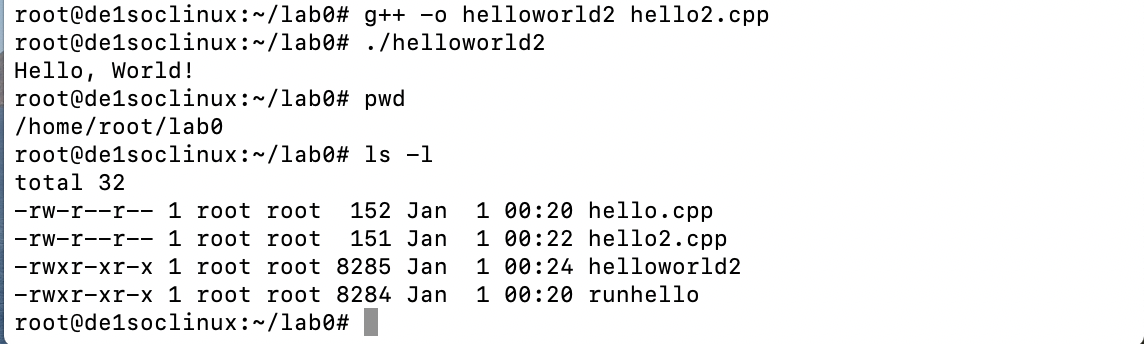 root@de1soclinux:~/lab0# g++ -o helloworld2 hello2.cpp
root@de1soclinux:~/lab0# ./helloworld2
Hello, World!
root@de1soclinux:~/lab0# pwd
/home/root/lab0
root@de1soclinux:~/lab0# ls -l
total 32
-rw-r--r-- 1 root root  152 Jan  1 00:20 hello.cpp
-rw-r--r-- 1 root root  151 Jan  1 00:22 hello2.cpp
-rwxr-xr-x 1 root root 8285 Jan  1 00:24 helloworld2
-rwxr-xr-x 1 root root 8284 Jan  1 00:20 runhello
root@de1soclinux:~/lab0#